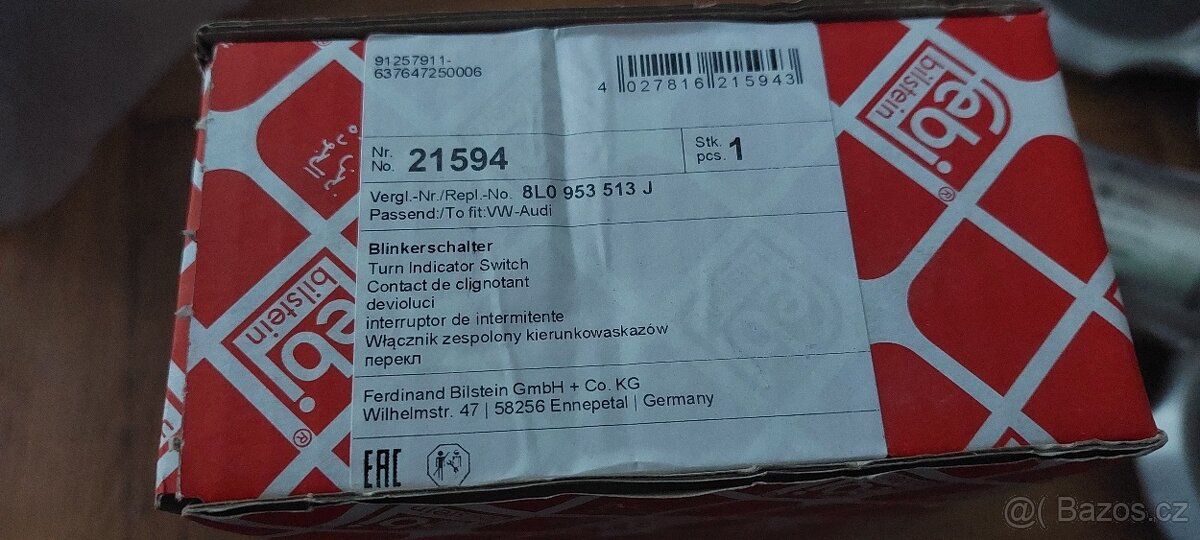 91257911-
637647250006
4 027816 215943
Nr.
No. 21594
Stk.
pcs. 1
Vergl.-Nr./Repl.-No. 8L0 953 513 J
Passend:/To fit:VW-Audi
Blinkerschalter
Turn Indicator Switch
Contact de clignotant
devioluci
interruptor de intermitente
Włącznik zespolony kierunkowaskazów
перекл
Ferdinand Bilstein GmbH + Co. KG
Wilhelmstr. 47 | 58256 Ennepetal | Germany
EAC
febi
bilstein
®
febi
bilstein
®
@( Bazos.cz